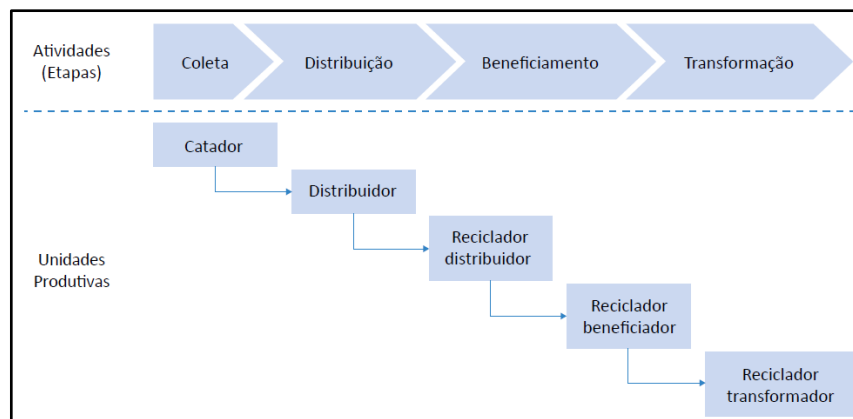 Atividades
(Etapas)
Coleta
Distribuição
Beneficiamento
Transformação
Unidades
Produtivas
Catador
Distribuidor
Reciclador
distribuidor
Reciclador
beneficiador
Reciclador
transformador